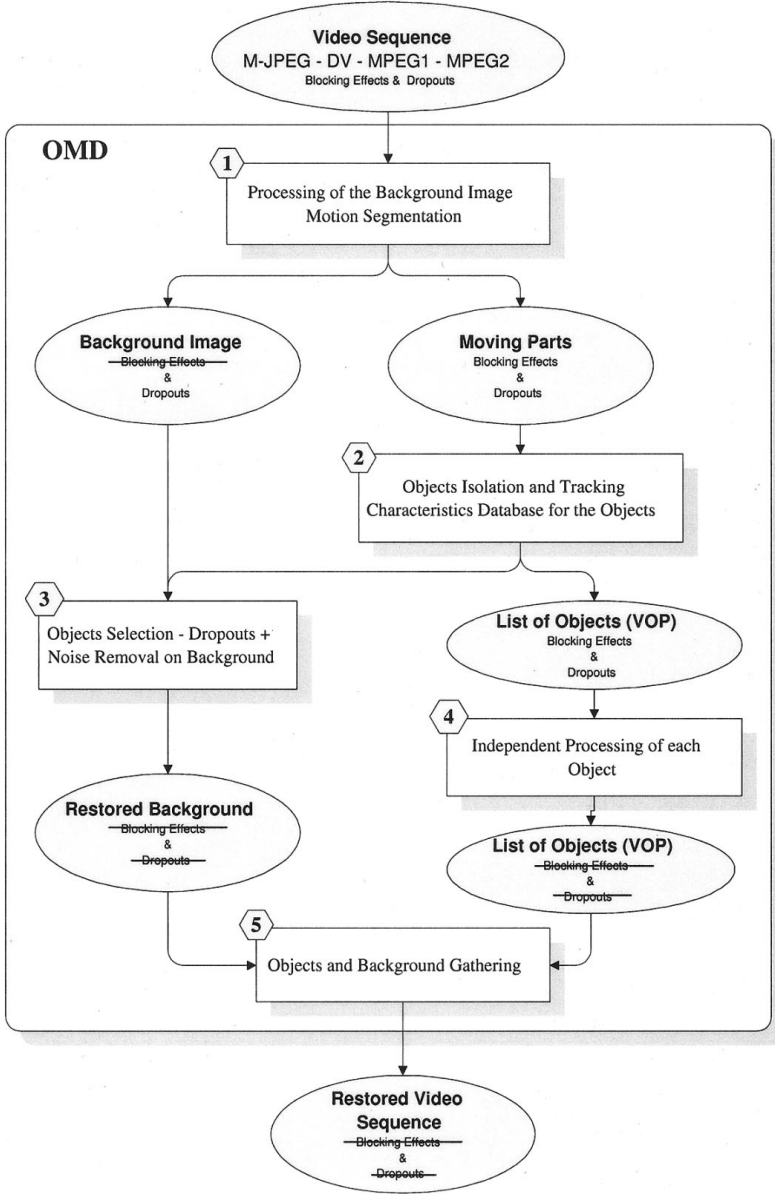 Video Sequence
M-JPEG - DV - MPEG1 - MPEG2
Blocking Effects & Dropouts
OMD
1
Processing of the Background Image
Motion Segmentation
Background Image
Blocking Effects
&
Dropouts
Moving Parts
Blocking Effects
&
Dropouts
2
Objects Isolation and Tracking
Characteristics Database for the Objects
3
Objects Selection - Dropouts +
Noise Removal on Background
List of Objects (VOP)
Blocking Effects
&
Dropouts
4
Independent Processing of each
Object
Restored Background
Blocking Effects
&
Dropouts
List of Objects (VOP)
Blocking Effects
&
Dropouts
5
Objects and Background Gathering
Restored Video
Sequence
Blocking Effects
&
Dropouts